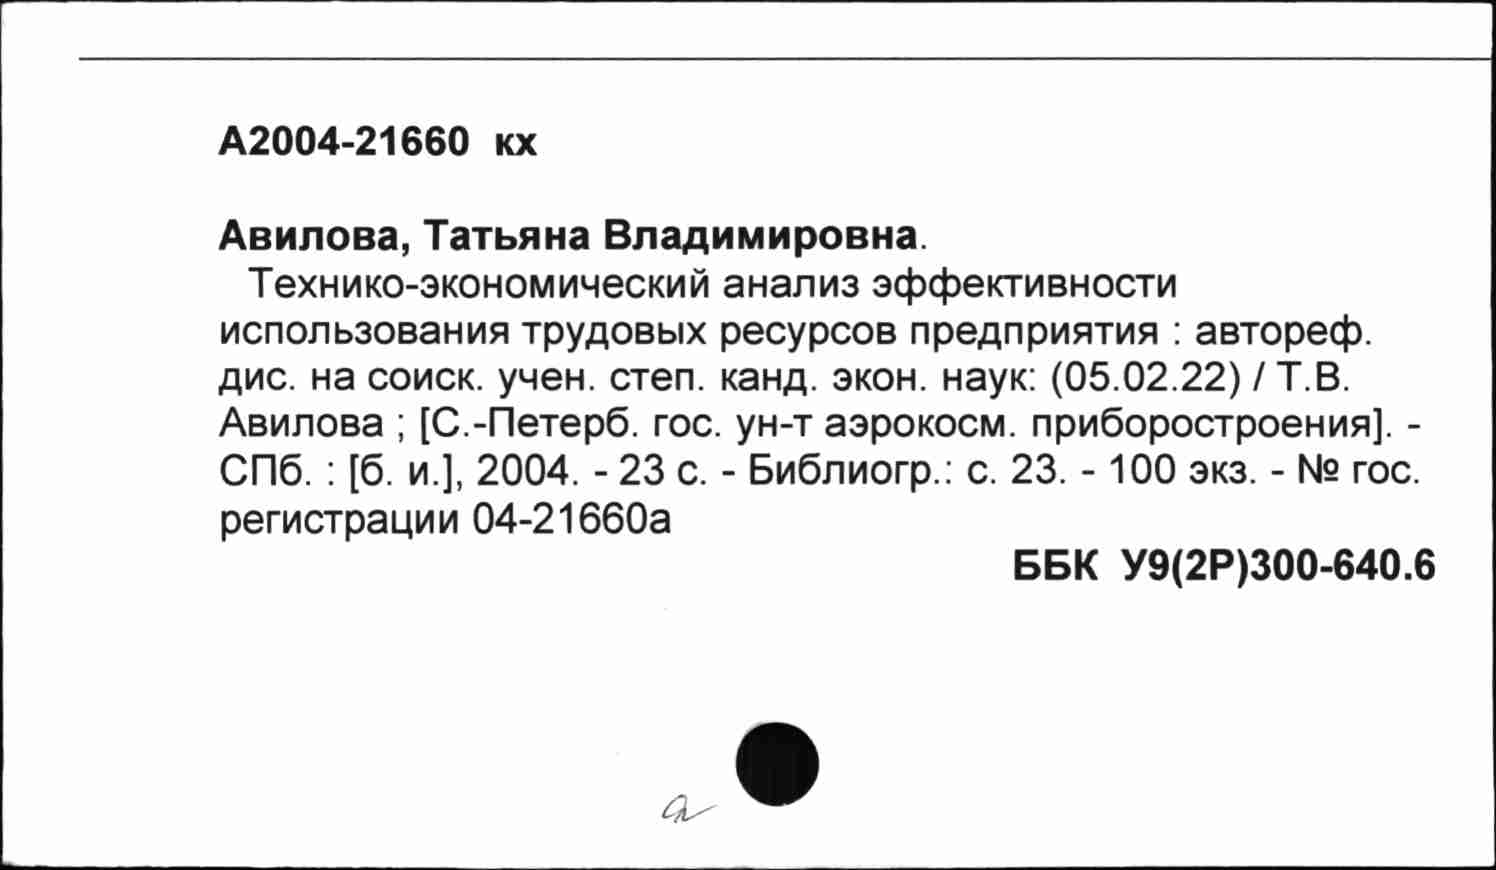 А2004-21660 кх
Авилова, Татьяна Владимировна.
Технико-экономический анализ эффективности
использования трудовых ресурсов предприятия : автореф.
дис. на соиск. учен. степ. канд. экон. наук: (05.02.22) / Т.В.
Авилова ; [С.-Петерб. гос. ун-т аэрокосм. приборостроения]. -
СПб. : [б. и.], 2004. - 23 с. - Библиогр.: с. 23. - 100 экз. - № гос.
регистрации 04-21660а
ББК У9(2Р)300-640.6